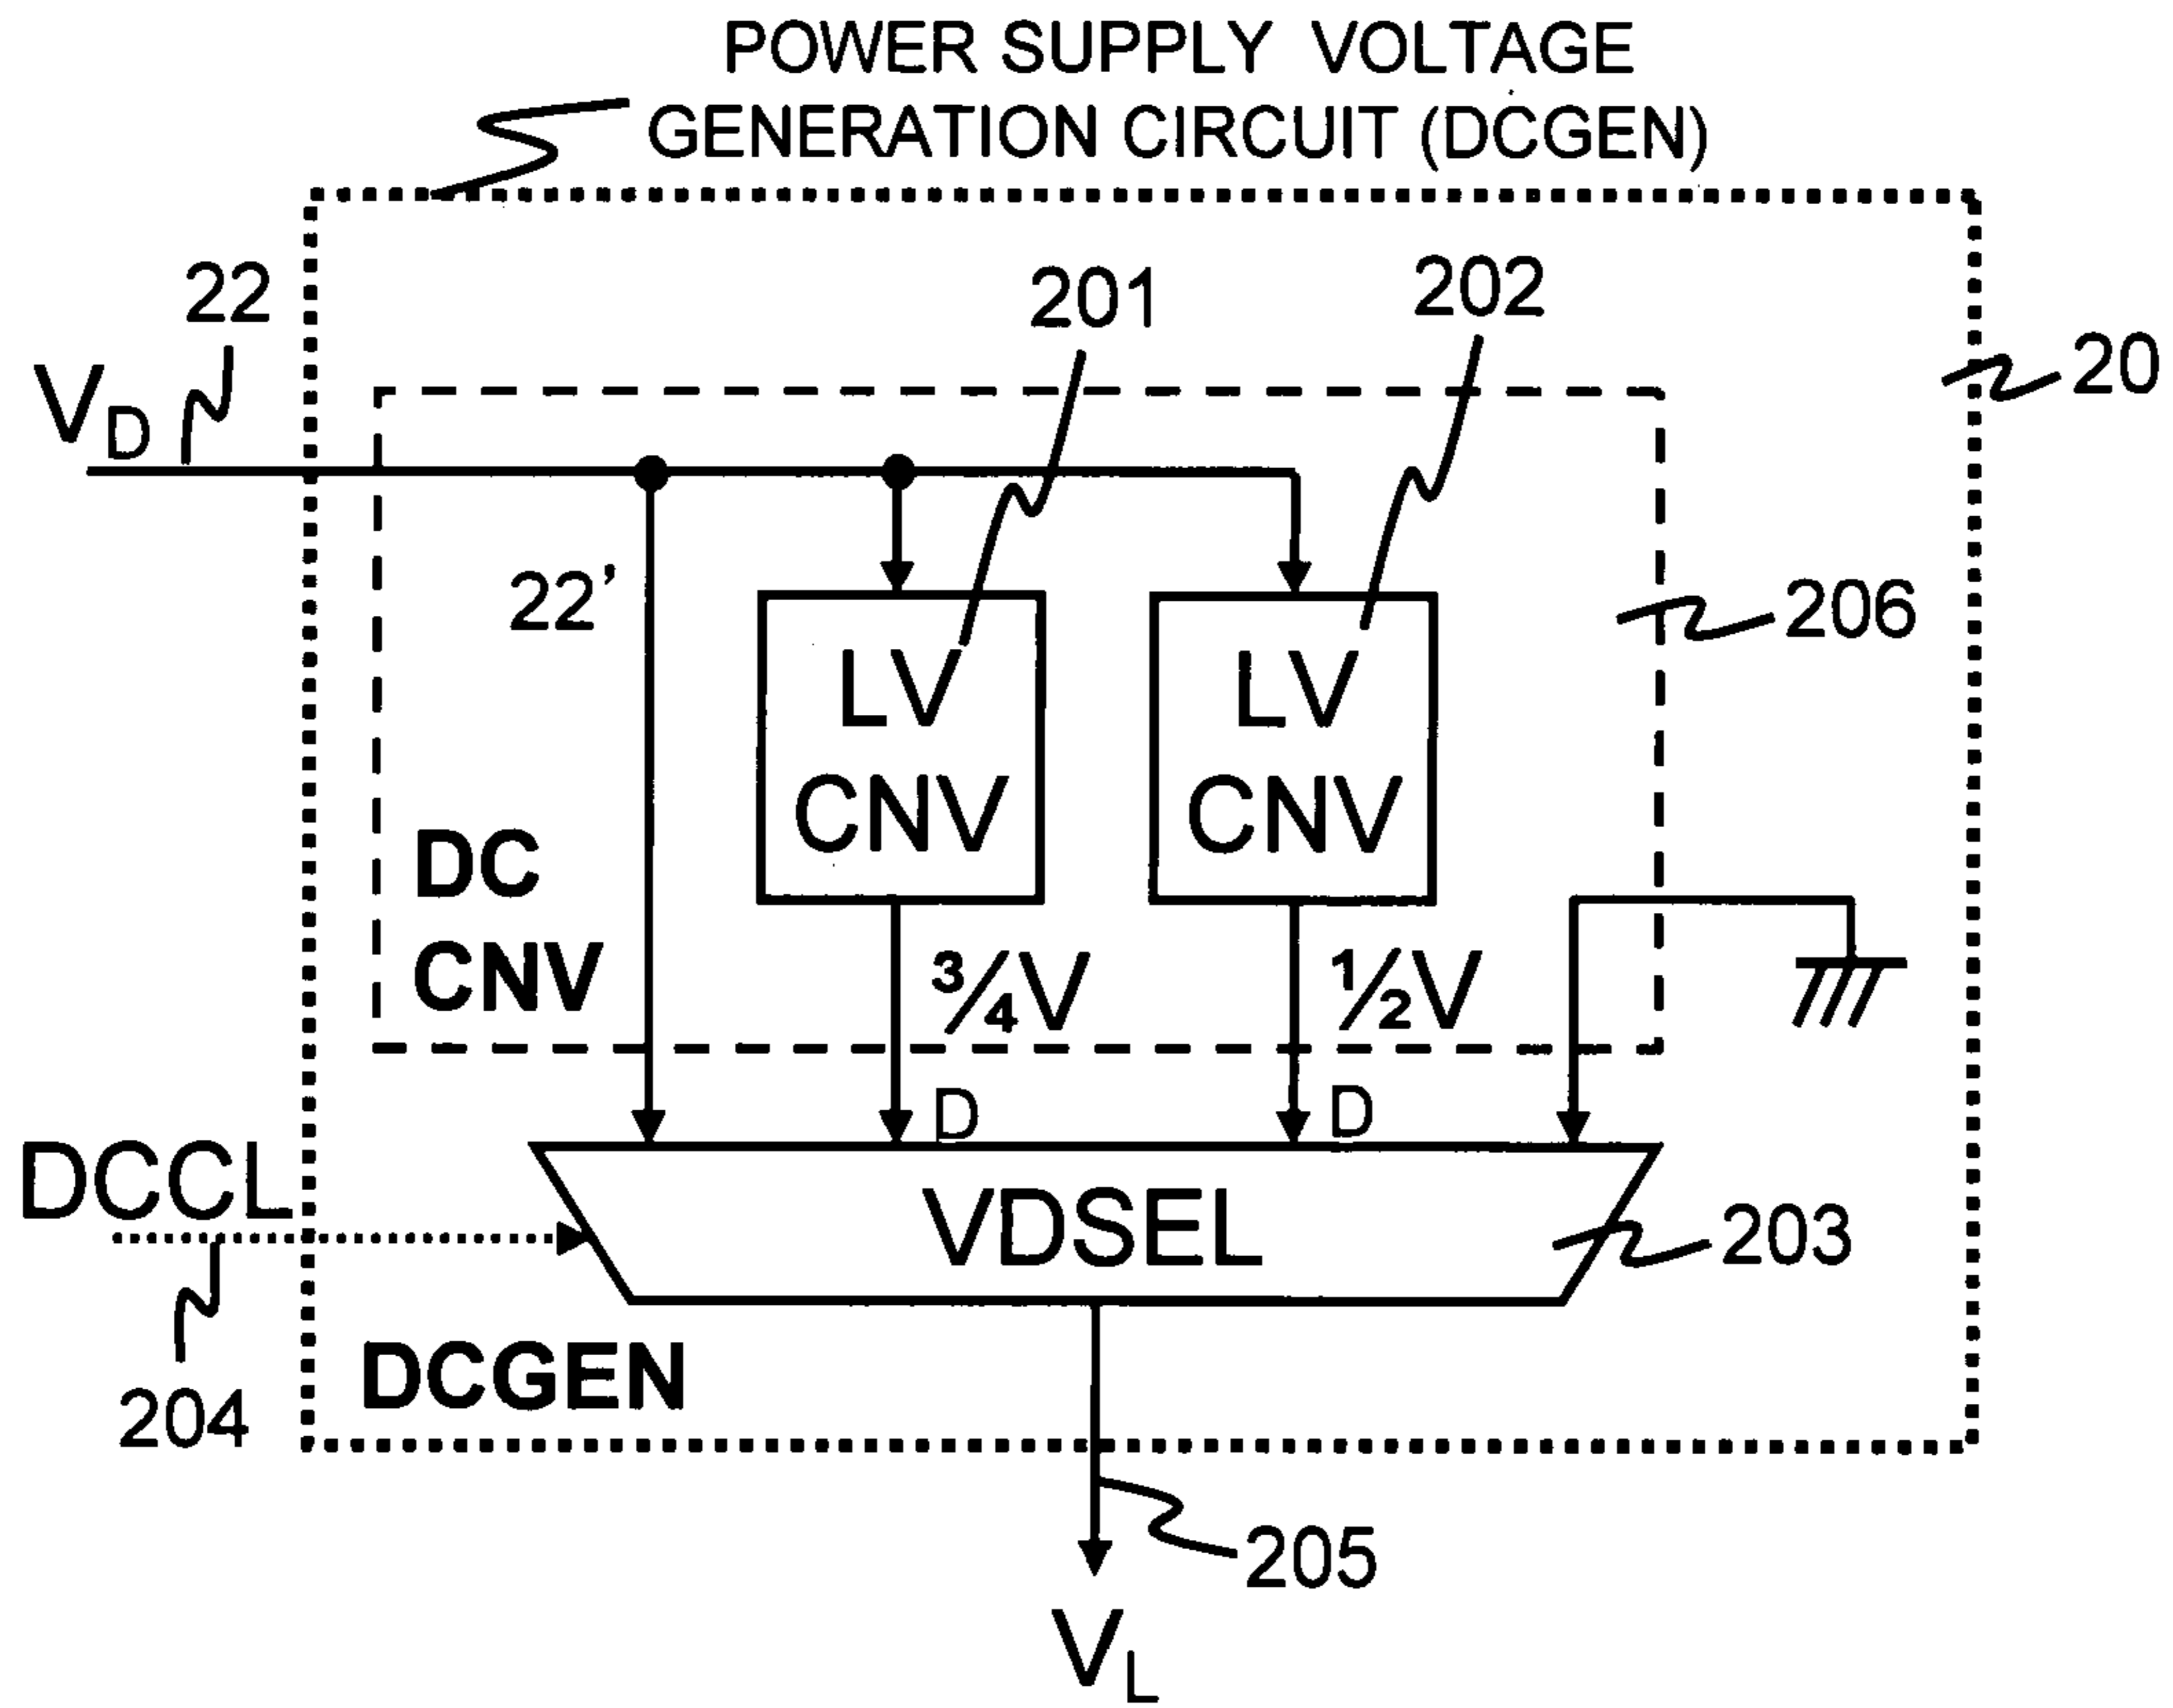 POWER SUPPLY VOLTAGE
GENERATION CIRCUIT (DCGEN)
22
201
202
20
VD
22'
206
LV
CNV
LV
CNV
DC
CNV
¾V
D
½V
D
DCCL
VDSEL
203
204
DCGEN
205
VL